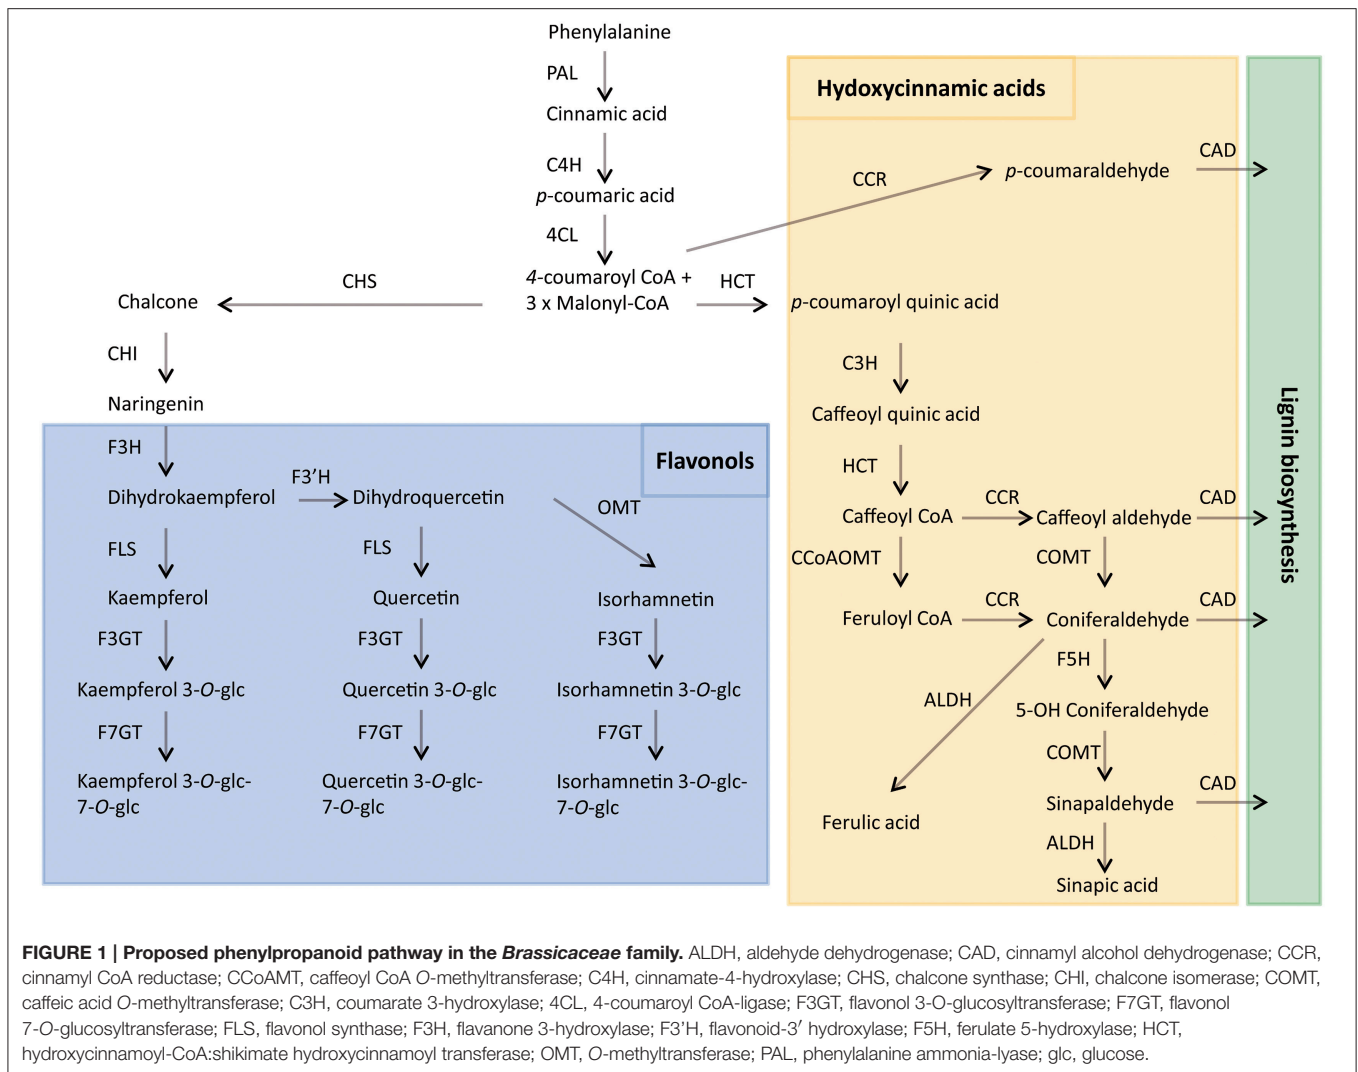 Phenylalanine
PAL
Cinnamic acid
C4H
p-coumaric acid
4CL
4-coumaroyl CoA +
3 x Malonyl-CoA
CHS
Chalcone
CHI
Naringenin
F3H
Flavonols
Dihydrokaempferol
F3’H
Dihydroquercetin
OMT
FLS
FLS
Kaempferol
Quercetin
Isorhamnetin
F3GT
F3GT
F3GT
Kaempferol 3-O-glc
Quercetin 3-O-glc
Isorhamnetin 3-O-glc
F7GT
F7GT
F7GT
Kaempferol 3-O-glc-
7-O-glc
Quercetin 3-O-glc-
7-O-glc
Isorhamnetin 3-O-glc-
7-O-glc
Hydoxycinnamic acids
CCR
p-coumaraldehyde
CAD
HCT
p-coumaroyl quinic acid
C3H
Caffeoyl quinic acid
HCT
Caffeoyl CoA
CCR
Caffeoyl aldehyde
CAD
CCoAOMT
COMT
Feruloyl CoA
CCR
Coniferaldehyde
CAD
F5H
ALDH
5-OH Coniferaldehyde
COMT
Sinapaldehyde
CAD
Ferulic acid
ALDH
Sinapic acid
Lignin biosynthesis
FIGURE 1 | Proposed phenylpropanoid pathway in the Brassicaceae family. ALDH, aldehyde dehydrogenase; CAD, cinnamyl alcohol dehydrogenase; CCR,
cinnamyl CoA reductase; CCoAMT, caffeoyl CoA O-methyltransferase; C4H, cinnamate-4-hydroxylase; CHS, chalcone synthase; CHI, chalcone isomerase; COMT,
caffeic acid O-methyltransferase; C3H, coumarate 3-hydroxylase; 4CL, 4-coumaroyl CoA-ligase; F3GT, flavonol 3-O-glucosyltransferase; F7GT, flavonol
7-O-glucosyltransferase; FLS, flavonol synthase; F3H, flavanone 3-hydroxylase; F3’H, flavonoid-3′ hydroxylase; F5H, ferulate 5-hydroxylase; HCT,
hydroxycinnamoyl-CoA:shikimate hydroxycinnamoyl transferase; OMT, O-methyltransferase; PAL, phenylalanine ammonia-lyase; glc, glucose.